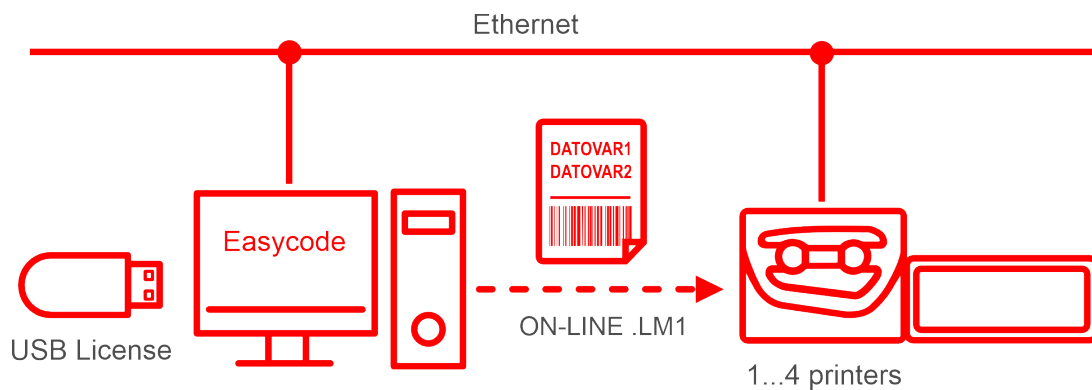 Ethernet
DATOVAR1
DATOVAR2
Easycode
USB License
ON-LINE .LM1
1...4 printers